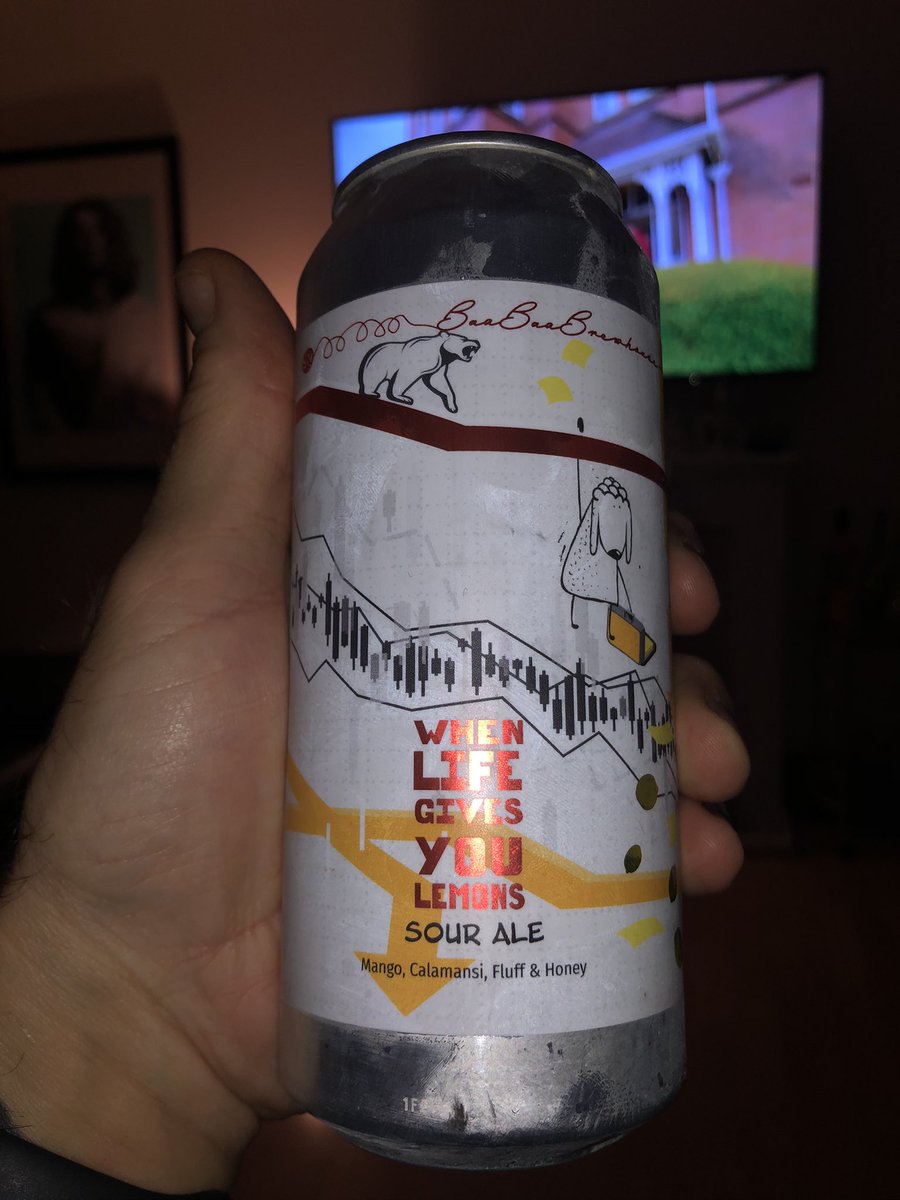 BaaBaaBrewhouse
WHEN
LIFE
GIVES
YOU
LEMONS
SOUR ALE
Mango, Calamansi, Fluff & Honey